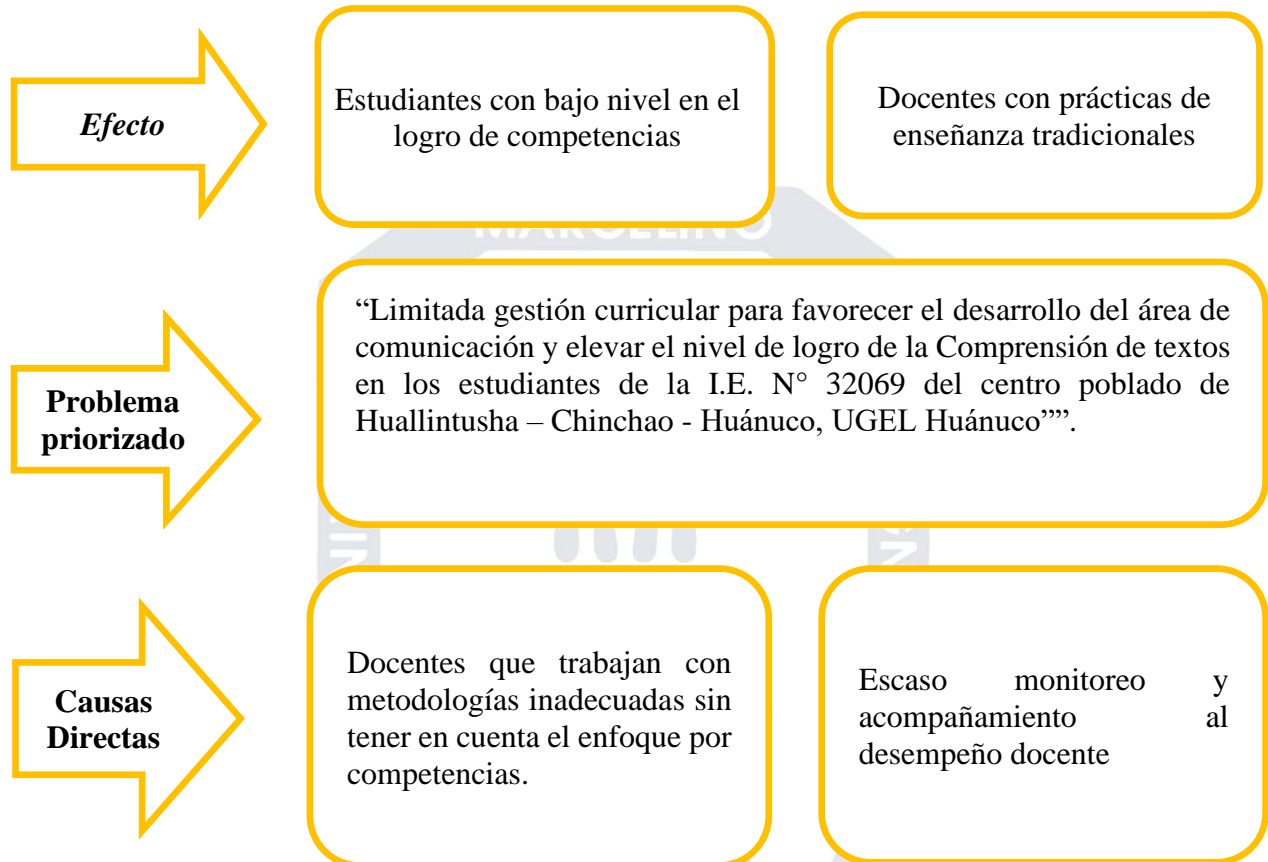 Efecto
Estudiantes con bajo nivel en el
logro de competencias
Docentes con prácticas de
enseñanza tradicionales
Problema
priorizado
“Limitada gestión curricular para favorecer el desarrollo del área de
comunicación y elevar el nivel de logro de la Comprensión de textos
en los estudiantes de la I.E. N° 32069 del centro poblado de
Huallintusha – Chinchao - Huánuco, UGEL Huánuco””.
Causas
Directas
Docentes que trabajan con
metodologías inadecuadas sin
tener en cuenta el enfoque por
competencias.
Escaso monitoreo y
acompañamiento al
desempeño docente